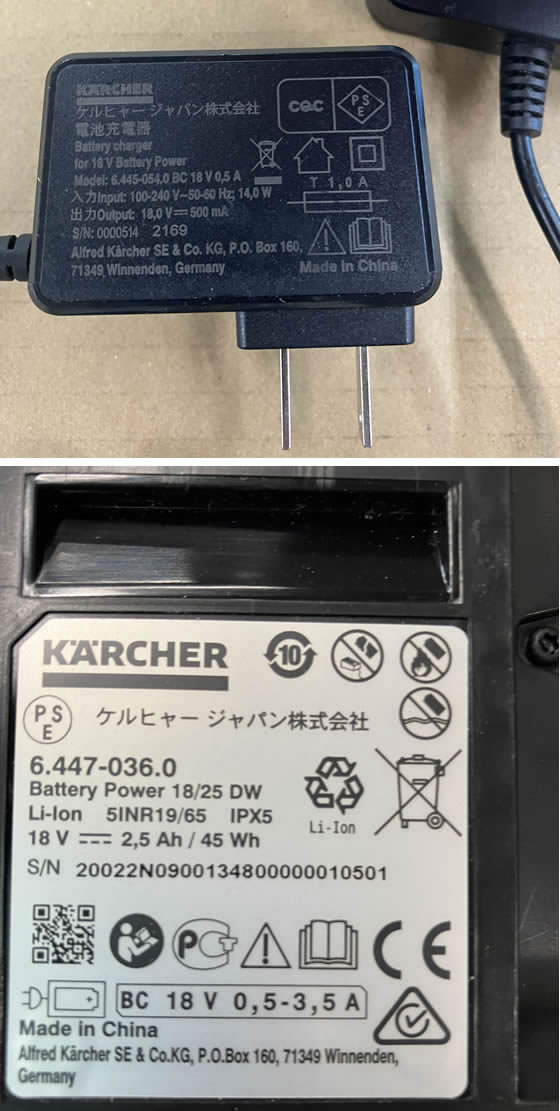 KÄRCHER
ケルヒャー ジャパン株式会社
電池充電器
Battery charger
for 18 V Battery Power
Model: 6.445-054.0 BC 18 V 0,5 A
入力Input: 100-240 V~50-60 Hz; 14,0 W
出力Output: 18,0 V⎓500 mA
S/N: 0000514 2169
Alfred Kärcher SE & Co. KG, P.O. Box 160,
71349 Winnenden, Germany
cec
PS
E
T 1,0 A
Made in China
KÄRCHER
10
PS
E
ケルヒャー ジャパン株式会社
6.447-036.0
Battery Power 18/25 DW
Li-Ion 5INR19/65 IPX5
18 V ⎓ 2,5 Ah / 45 Wh
Li-Ion
S/N 20022N0900134800000010501
CE
BC 18 V 0,5-3,5 A
Made in China
Alfred Kärcher SE & Co.KG, P.O.Box 160, 71349 Winnenden,
Germany